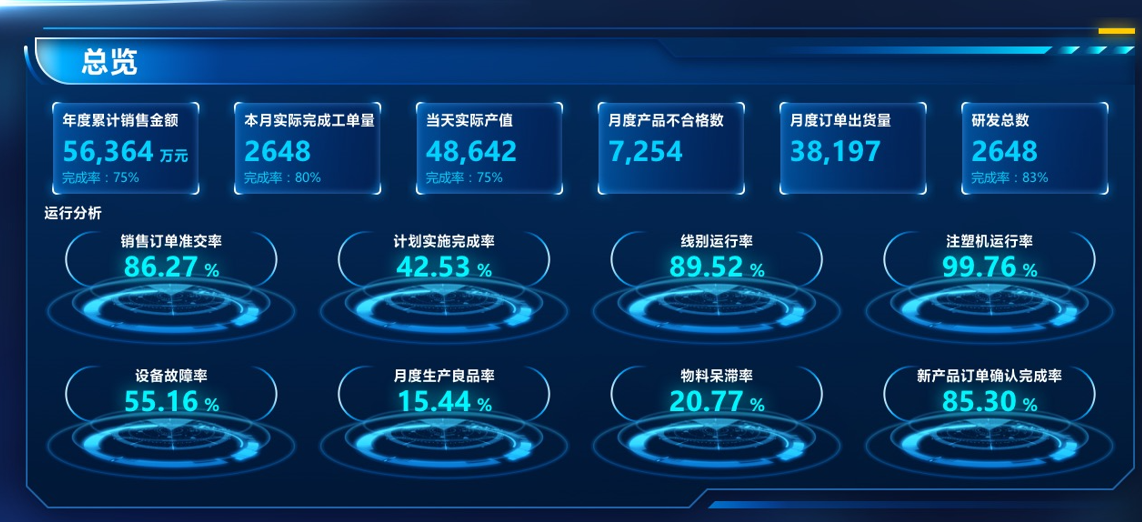 总览
年度累计销售金额
56,364 万元
完成率：75%
本月实际完成工单量
2648
完成率：80%
当天实际产值
48,642
完成率：75%
月度产品不合格数
7,254
月度订单出货量
38,197
研发总数
2648
完成率：83%
运行分析
销售订单准交率
86.27 %
计划实施完成率
42.53 %
线别运行率
89.52 %
注塑机运行率
99.76 %
设备故障率
55.16 %
月度生产良品率
15.44 %
物料呆滞率
20.77 %
新产品订单确认完成率
85.30 %